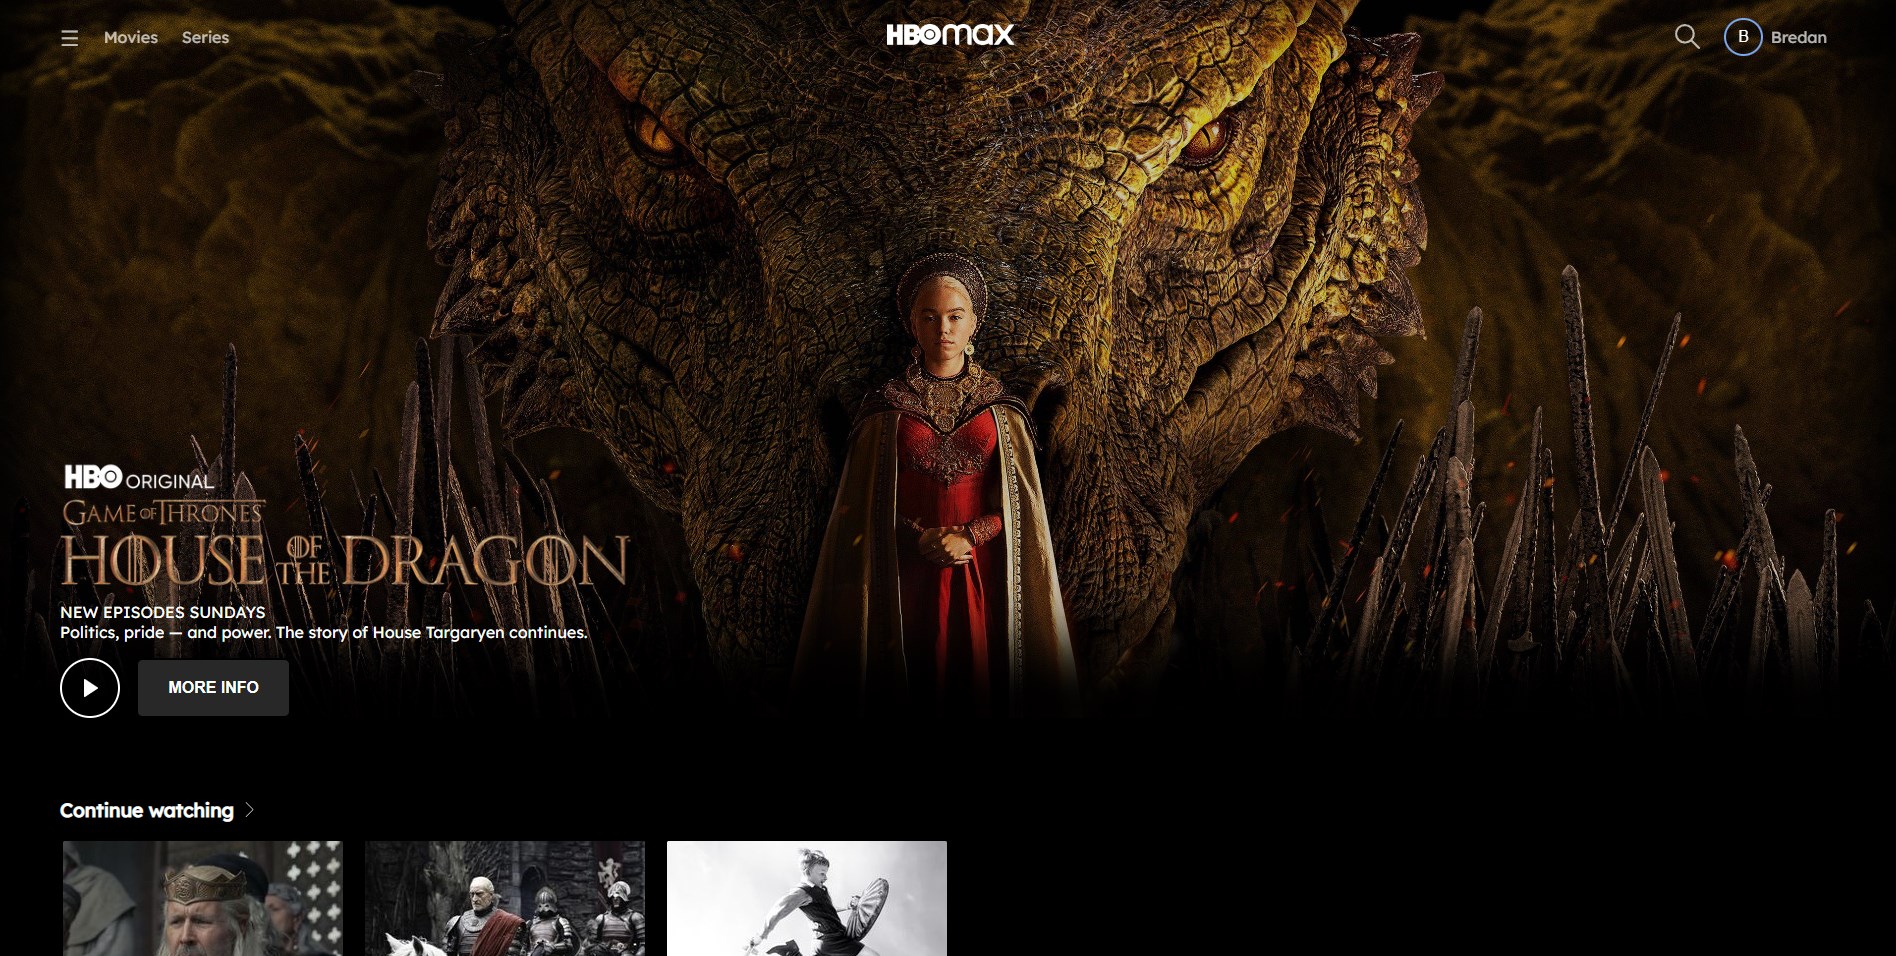 Movies Series
HBOmax
B Bredan
HBO ORIGINAL
GAME OF THRONES
HOUSE OF THE DRAGON
NEW EPISODES SUNDAYS
Politics, pride — and power. The story of House Targaryen continues.
MORE INFO
Continue watching